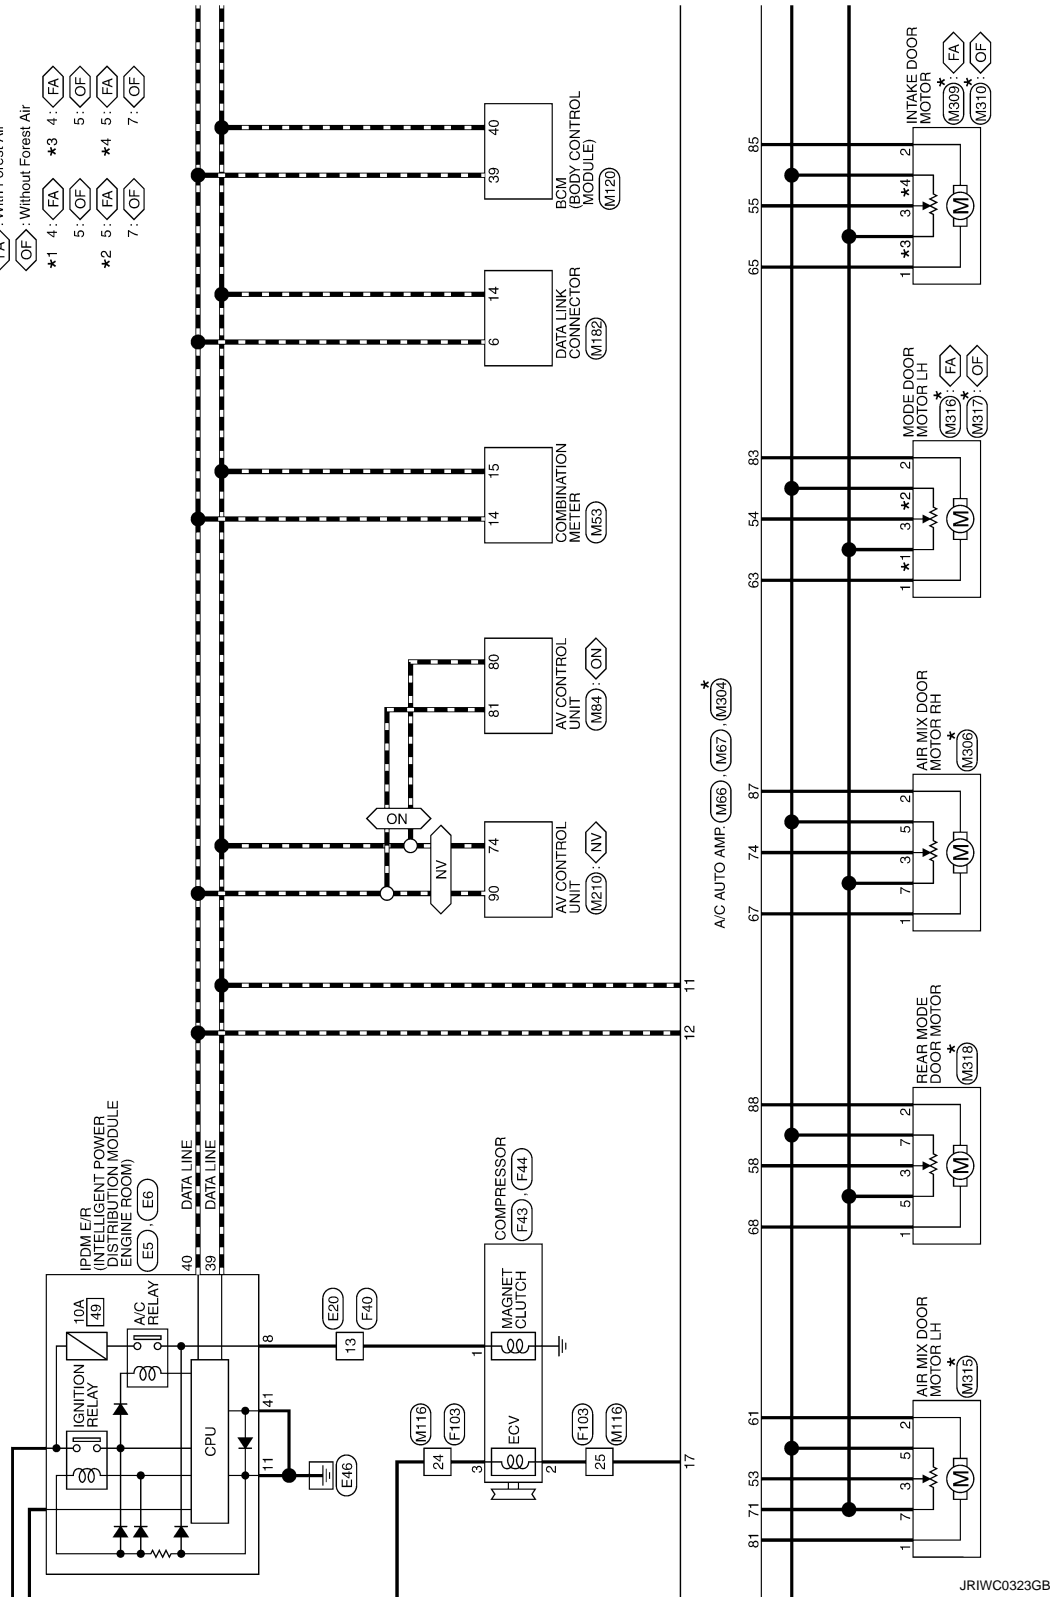 : With Forest Air
FA
OF : Without Forest Air
*1 4 : FA
5 : OF
*2 5 : FA
7 : OF
*3 4 : FA
5 : OF
*4 5 : FA
7 : OF
IPDM E/R
(INTELLIGENT POWER
DISTRIBUTION MODULE
ENGINE ROOM)
E5 , E6
10A
49
IGNITION
RELAY
A/C
RELAY
CPU
40
39
DATA LINE
DATA LINE
8
41
11
E46
E20
13
F40
COMPRESSOR
F43 , F44
1
MAGNET
CLUTCH
ECV
3
2
M116
24
F103
F103
25
M116
17
12
11
90
74
AV CONTROL
UNIT
M210 : NV
NV
ON
81
80
AV CONTROL
UNIT
M84 : ON
14
15
COMBINATION
METER
M53
6
14
DATA LINK
CONNECTOR
M182
39
40
BCM
(BODY CONTROL
MODULE)
M120
A/C AUTO AMP. M66 , M67 , M304 *
81
71
53
61
1
7
3
5
2
M
AIR MIX DOOR
MOTOR LH
M315 *
68
58
88
1
5
3
7
2
M
REAR MODE
DOOR MOTOR
M318 *
67
74
87
1
7
3
5
2
M
AIR MIX DOOR
MOTOR RH
M306 *
63
54
83
1
*1
3
*2
2
M
MODE DOOR
MOTOR LH
M316 * : FA
M317 * : OF
65
55
85
1
*3
3
*4
2
M
INTAKE DOOR
MOTOR
M309 * : FA
M310 * : OF
JRIWC0323GB